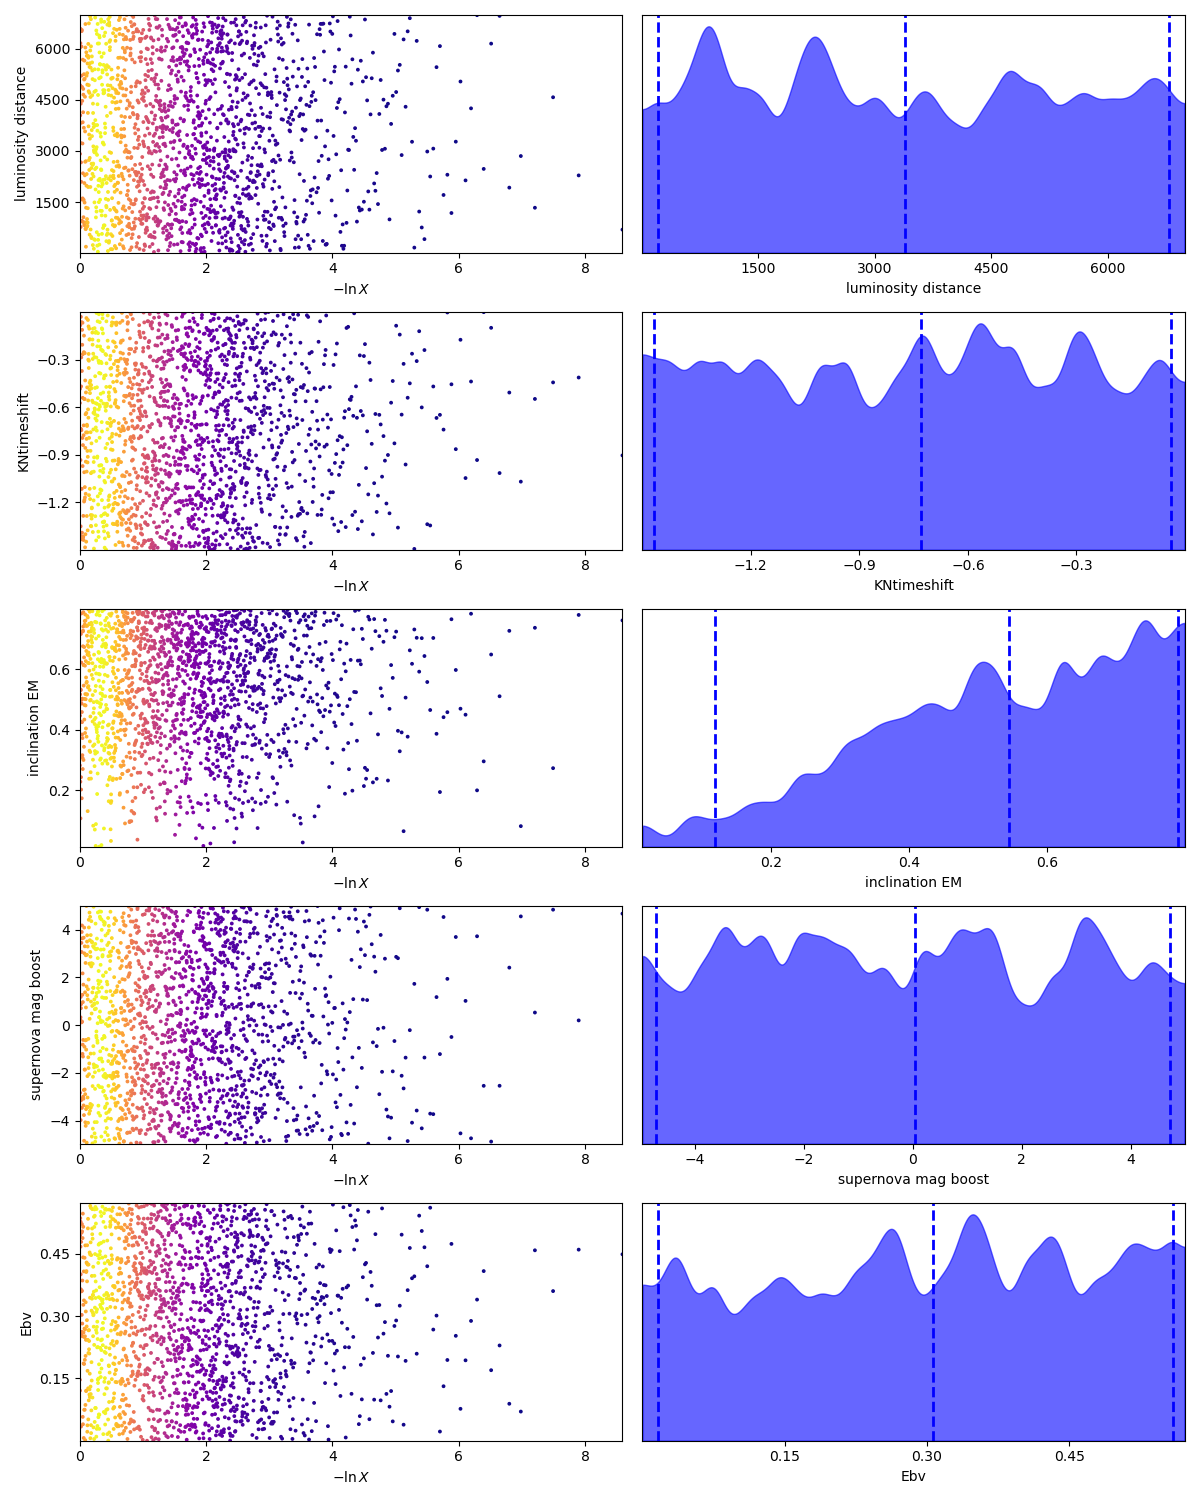 6000
4500
3000
1500
luminosity distance
0 2 4 6 8
−ln X
1500 3000 4500 6000
luminosity distance
−0.3
−0.6
−0.9
−1.2
KNtimeshift
0 2 4 6 8
−ln X
−1.2 −0.9 −0.6 −0.3
KNtimeshift
0.6
0.4
0.2
inclination EM
0 2 4 6 8
−ln X
0.2 0.4 0.6
inclination EM
4
2
0
−2
−4
supernova mag boost
0 2 4 6 8
−ln X
−4 −2 0 2 4
supernova mag boost
0.45
0.30
0.15
Ebv
0 2 4 6 8
−ln X
0.15 0.30 0.45
Ebv